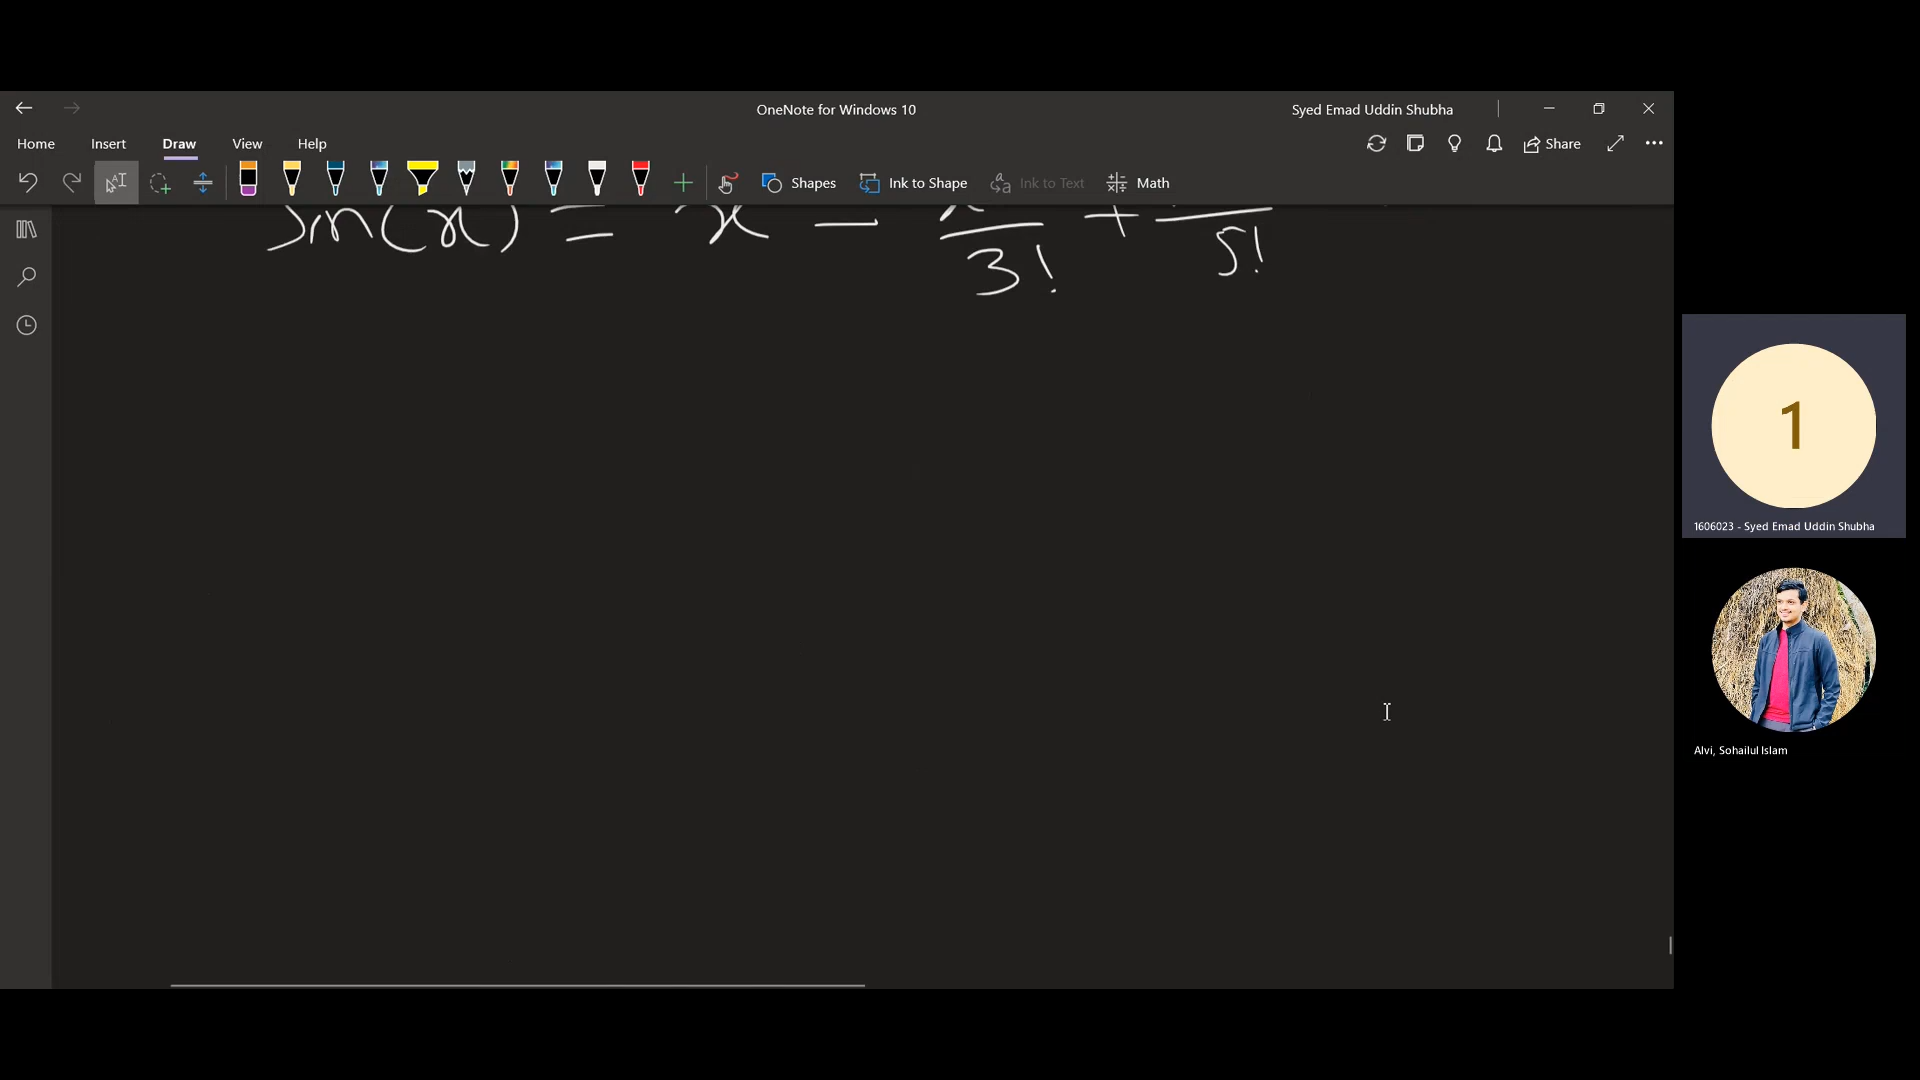 OneNote for Windows 10
Syed Emad Uddin Shubha
Home Insert Draw View Help
Share
Shapes Ink to Shape Ink to Text Math
sin(x) = x - x/3! + /5!
1
1606023 - Syed Emad Uddin Shubha
Alvi, Sohailul Islam